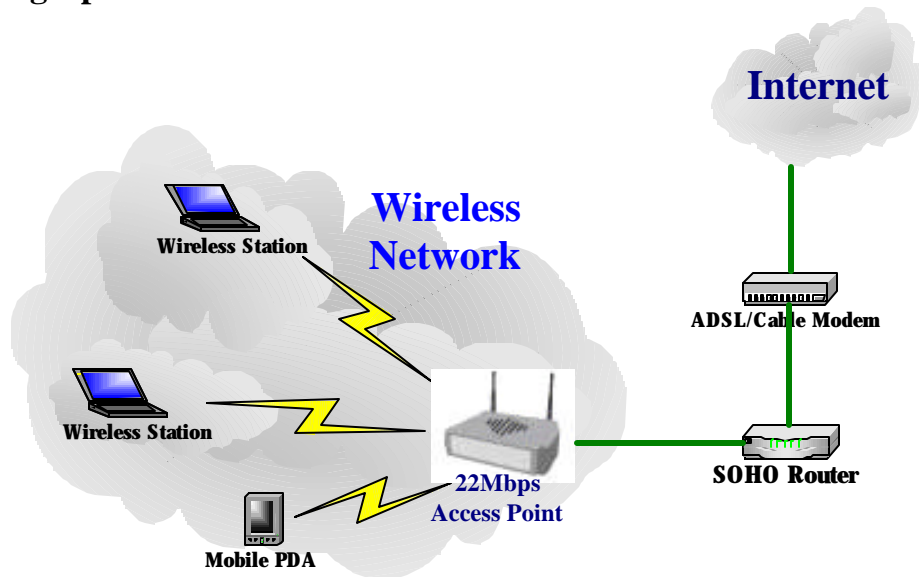 Internet
Wireless
Network
Wireless Station
ADSL/Cable Modem
Wireless Station
SOHO Router
22Mbps
Access Point
Mobile PDA